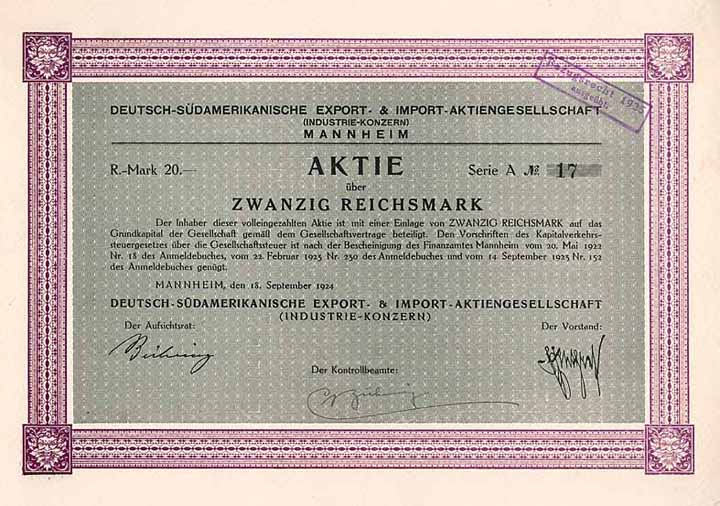 DEUTSCH-SÜDAMERIKANISCHE EXPORT- & IMPORT-AKTIENGESELLSCHAFT
(INDUSTRIE-KONZERN)
MANNHEIM
Bezugsrecht 1925
ausgeübt.
R.-Mark 20.— AKTIE Serie A № 17
über
ZWANZIG REICHSMARK
Der Inhaber dieser volleingezahlten Aktie ist mit einer Einlage von ZWANZIG REICHSMARK auf das
Grundkapital der Gesellschaft gemäß dem Gesellschaftsvertrage beteiligt. Den Vorschriften des Kapitalverkehrs-
steuergesetzes über die Gesellschaftsteuer ist nach der Bescheinigung des Finanzamtes Mannheim vom 20. Mai 1922
Nr. 18 des Anmeldebuches, vom 22. Februar 1923 Nr. 250 des Anmeldebuches und vom 14 September 1923 Nr. 152
des Anmeldebuches genügt.
MANNHEIM, den 18. September 1924
DEUTSCH-SÜDAMERIKANISCHE EXPORT- & IMPORT-AKTIENGESELLSCHAFT
(INDUSTRIE-KONZERN)
Der Aufsichtsrat: Der Vorstand:
Der Kontrollbeamte: